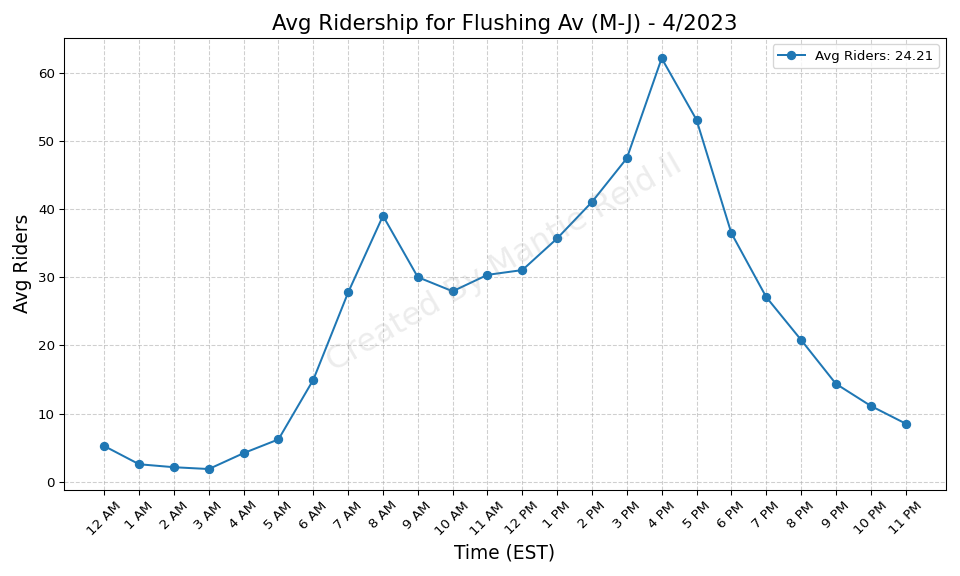 Avg Ridership for Flushing Av (M-J) - 4/2023
Avg Riders: 24.21
Avg Riders
60
50
40
30
20
10
0
Created By Mantic Reid II
12 AM
1 AM
2 AM
3 AM
4 AM
5 AM
6 AM
7 AM
8 AM
9 AM
10 AM
11 AM
12 PM
1 PM
2 PM
3 PM
4 PM
5 PM
6 PM
7 PM
8 PM
9 PM
10 PM
11 PM
Time (EST)